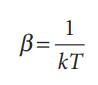 β = 1/kT